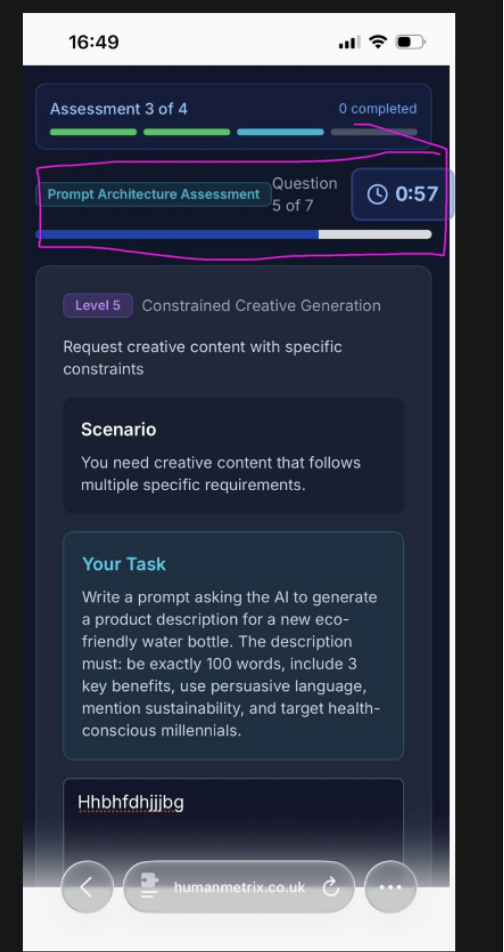 16:49
Assessment 3 of 4
0 completed
Prompt Architecture Assessment
Question
5 of 7
0:57
Level 5
Constrained Creative Generation
Request creative content with specific
constraints
Scenario
You need creative content that follows
multiple specific requirements.
Your Task
Write a prompt asking the AI to generate
a product description for a new eco-
friendly water bottle. The description
must: be exactly 100 words, include 3
key benefits, use persuasive language,
mention sustainability, and target health-
conscious millennials.
Hhbhfdhjjjbg
humanmetrix.co.uk